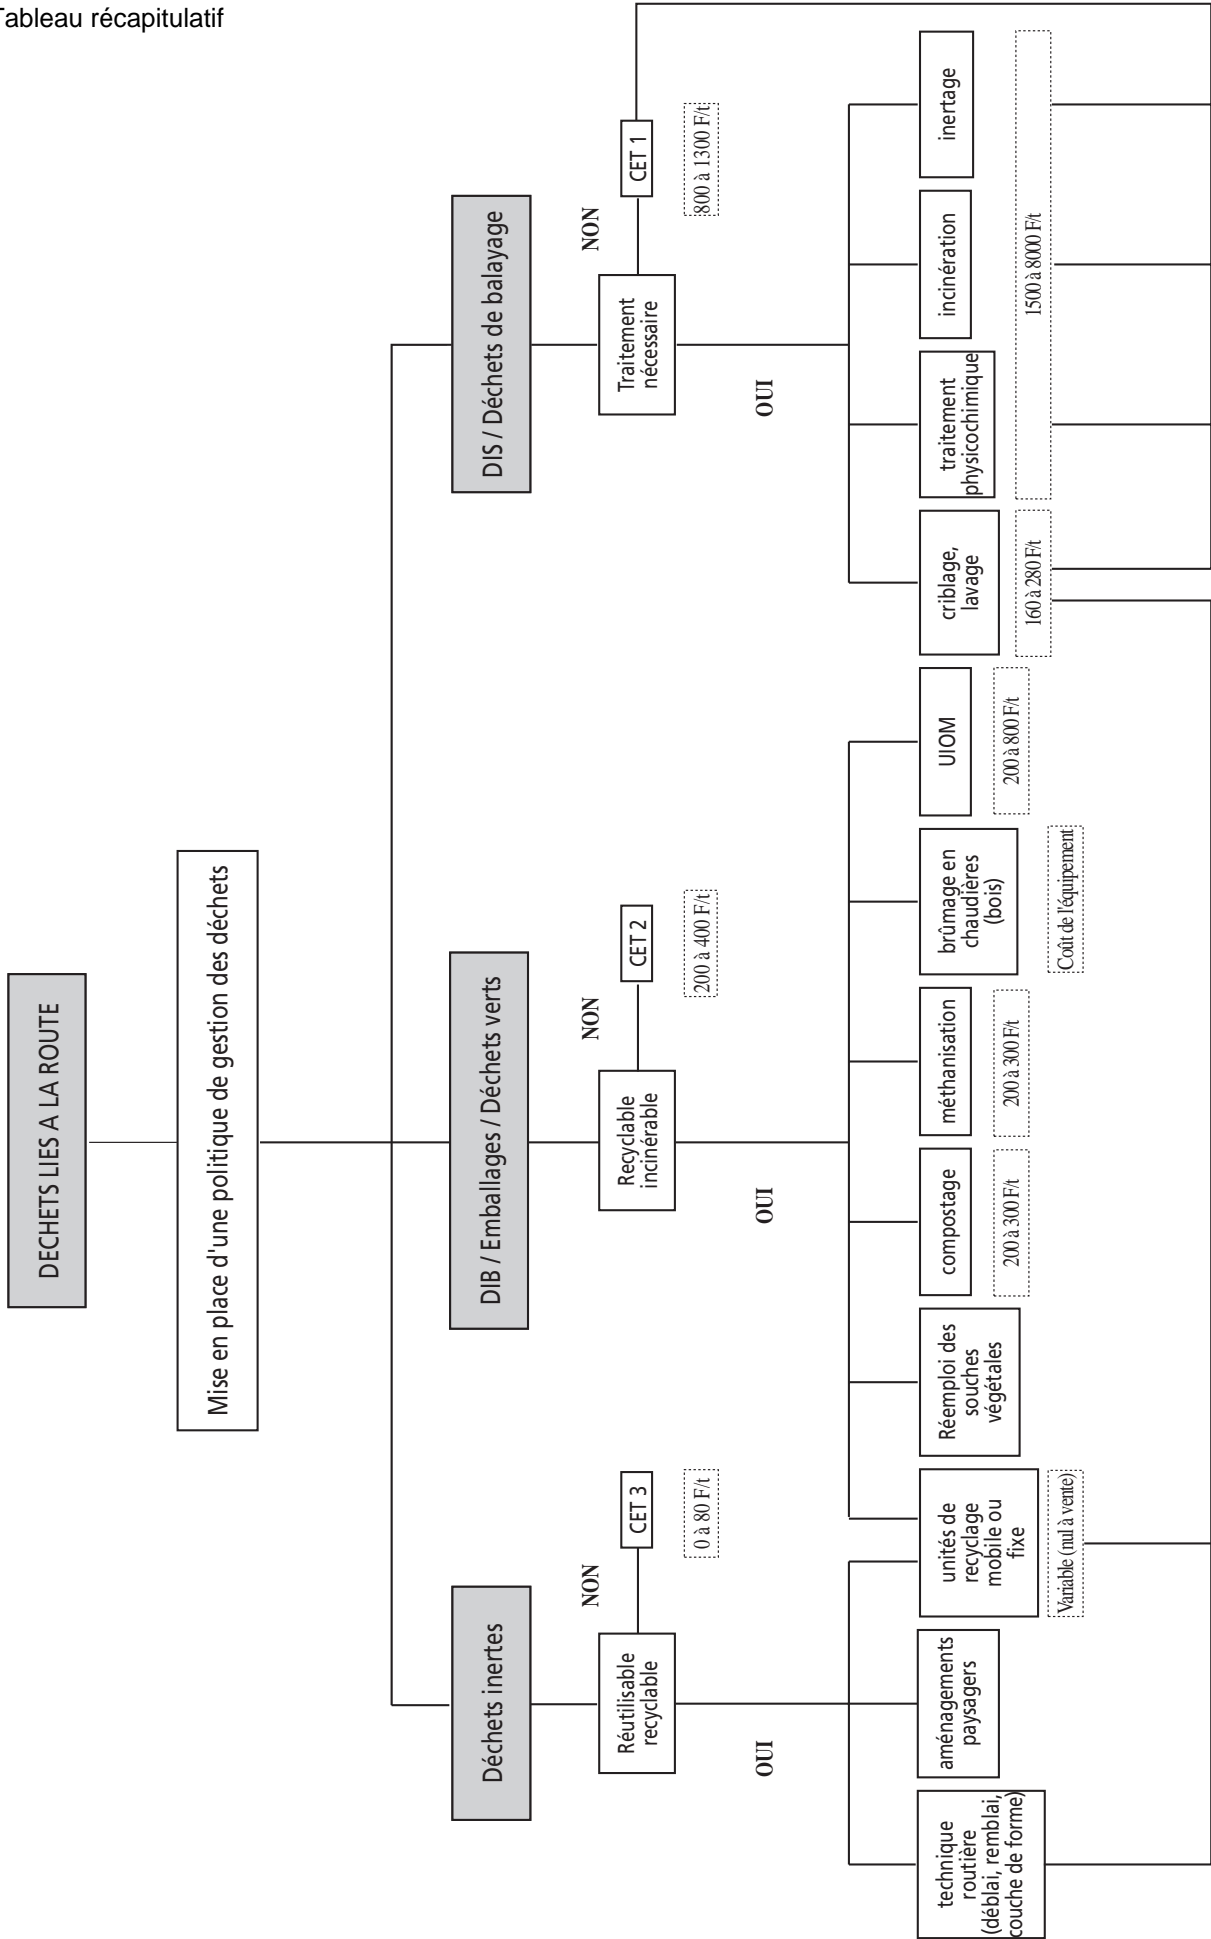 Tableau récapitulatif
DECHETS LIES A LA ROUTE
Mise en place d'une politique de gestion des déchets
Déchets inertes
DIB / Emballages / Déchets verts
DIS / Déchets de balayage
Réutilisable
recyclable
NON
CET 3
0 à 80 F/t
OUI
Recyclable
incinérable
NON
CET 2
200 à 400 F/t
OUI
Traitement
nécessaire
NON
CET 1
800 à 1300 F/t
OUI
technique
routière
(déblai, remblai,
couche de forme)
aménagements
paysagers
unités de
recyclage
mobile ou
fixe
Variable (nul à vente)
Réemploi des
souches
végétales
compostage
200 à 300 F/t
méthanisation
200 à 300 F/t
brûmage en
chaudières
(bois)
Coût de l'équipement
UIOM
200 à 800 F/t
criblage,
lavage
160 à 280 F/t
traitement
physicochimique
incinération
inertage
1500 à 8000 F/t